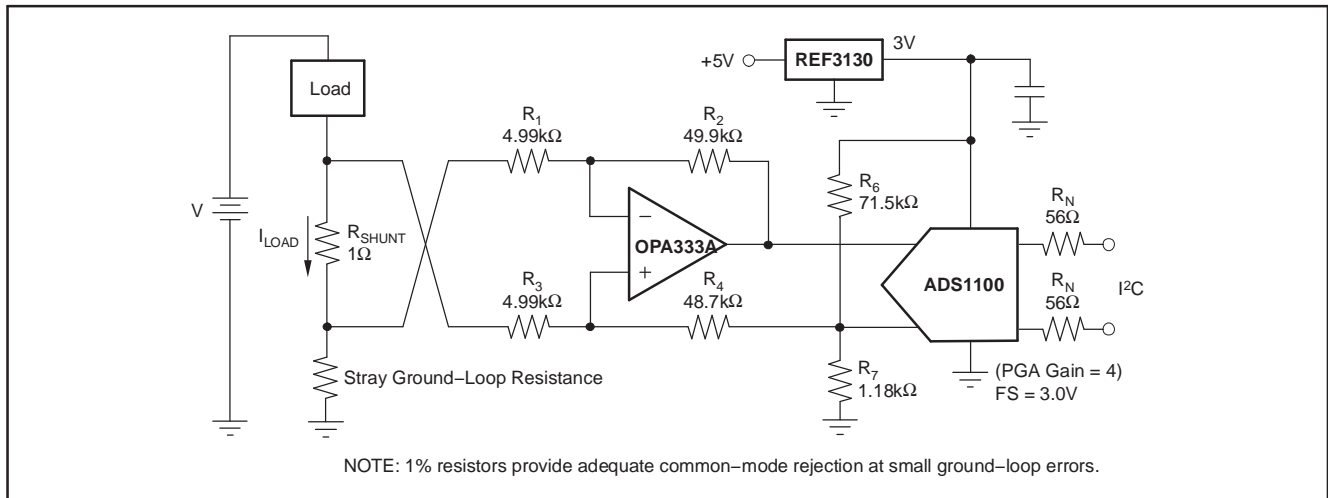 +5V
REF3130
3V
Load
R1
4.99kΩ
R2
49.9kΩ
R6
71.5kΩ
V
ILOAD
RSHUNT
1Ω
−
OPA333A
+
R3
4.99kΩ
R4
48.7kΩ
ADS1100
RN
56Ω
RN
56Ω
I2C
Stray Ground−Loop Resistance
R7
1.18kΩ
(PGA Gain = 4)
FS = 3.0V
NOTE: 1% resistors provide adequate common−mode rejection at small ground−loop errors.